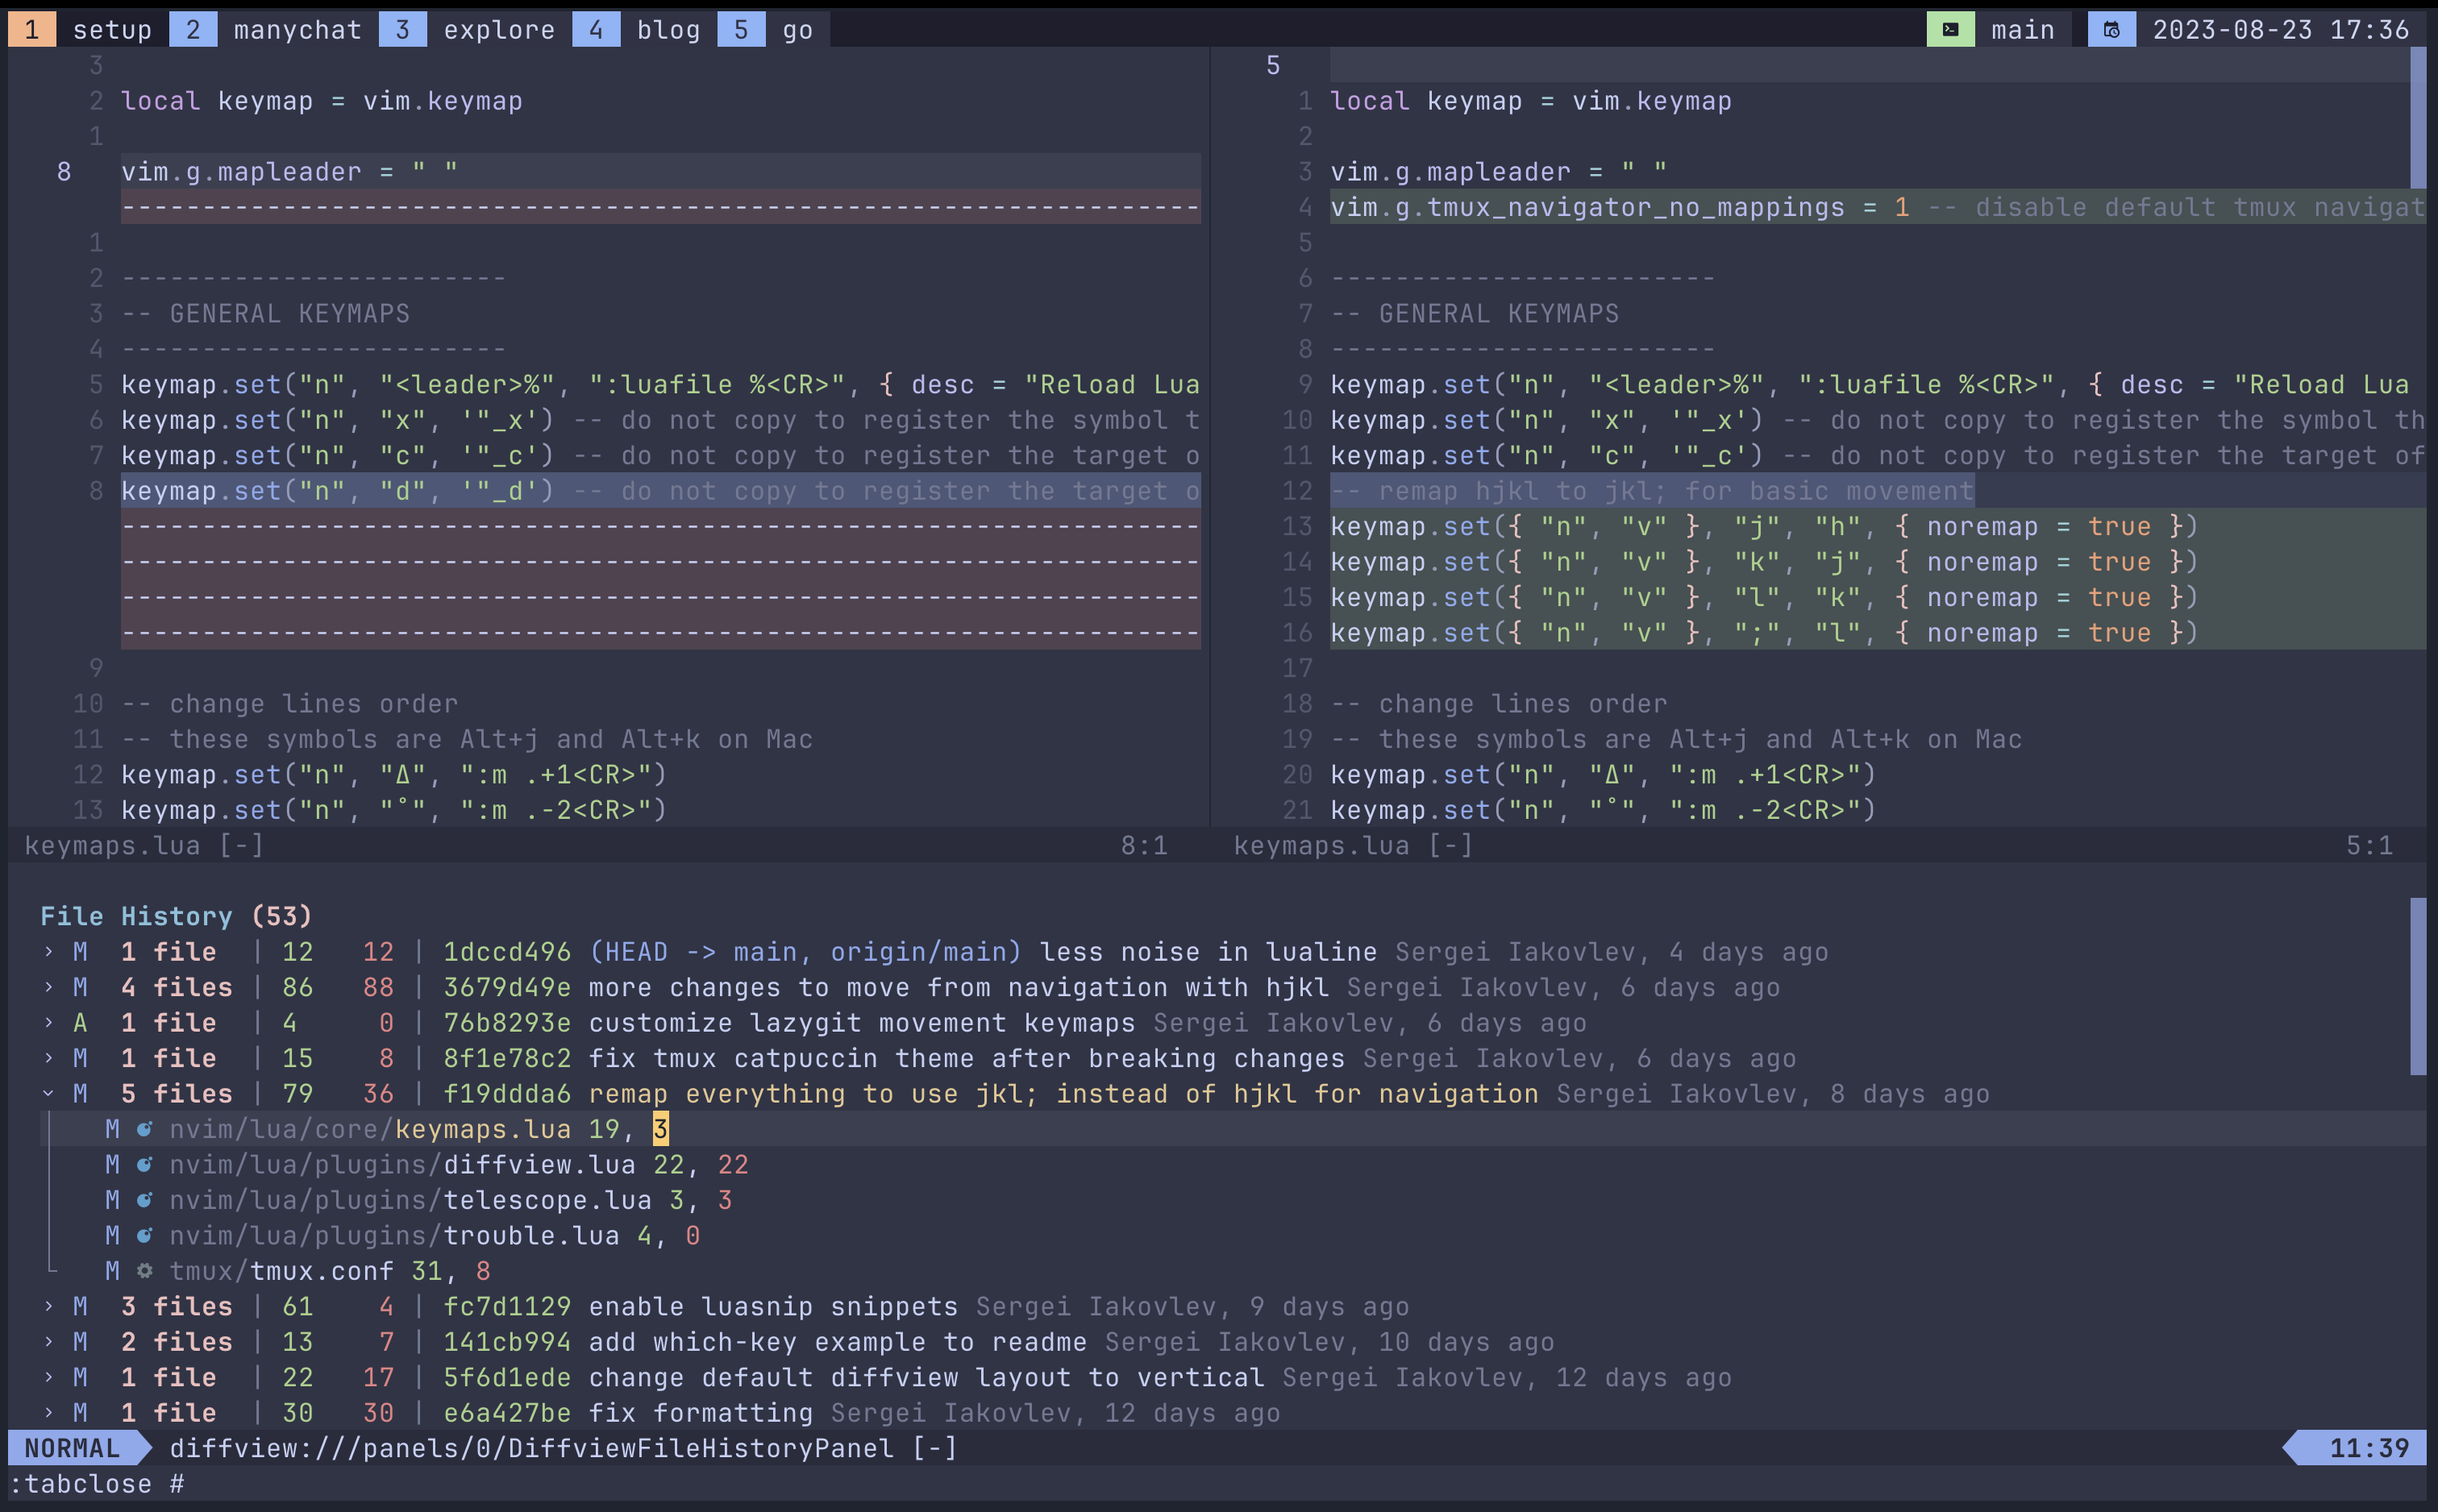 1 setup 2 manychat 3 explore 4 blog 5 go main 2023-08-23 17:36
3
2 local keymap = vim.keymap
1
8 vim.g.mapleader = " "
-------------------------------------------------------------------
1
2 ------------------------
3 -- GENERAL KEYMAPS
4 ------------------------
5 keymap.set("n", "<leader>%", ":luafile %<CR>", { desc = "Reload Lua
6 keymap.set("n", "x", '"_x') -- do not copy to register the symbol t
7 keymap.set("n", "c", '"_c') -- do not copy to register the target o
8 keymap.set("n", "d", '"_d') -- do not copy to register the target o
-------------------------------------------------------------------
-------------------------------------------------------------------
-------------------------------------------------------------------
-------------------------------------------------------------------
9
10 -- change lines order
11 -- these symbols are Alt+j and Alt+k on Mac
12 keymap.set("n", "∆", ":m .+1<CR>")
13 keymap.set("n", "˚", ":m .-2<CR>")
keymaps.lua [-] 8:1
5
1 local keymap = vim.keymap
2
3 vim.g.mapleader = " "
4 vim.g.tmux_navigator_no_mappings = 1 -- disable default tmux navigat
5
6 ------------------------
7 -- GENERAL KEYMAPS
8 ------------------------
9 keymap.set("n", "<leader>%", ":luafile %<CR>", { desc = "Reload Lua
10 keymap.set("n", "x", '"_x') -- do not copy to register the symbol th
11 keymap.set("n", "c", '"_c') -- do not copy to register the target of
12 -- remap hjkl to jkl; for basic movement
13 keymap.set({ "n", "v" }, "j", "h", { noremap = true })
14 keymap.set({ "n", "v" }, "k", "j", { noremap = true })
15 keymap.set({ "n", "v" }, "l", "k", { noremap = true })
16 keymap.set({ "n", "v" }, ";", "l", { noremap = true })
17
18 -- change lines order
19 -- these symbols are Alt+j and Alt+k on Mac
20 keymap.set("n", "∆", ":m .+1<CR>")
21 keymap.set("n", "˚", ":m .-2<CR>")
keymaps.lua [-] 5:1
File History (53)
› M 1 file | 12 12 | 1dccd496 (HEAD -> main, origin/main) less noise in lualine Sergei Iakovlev, 4 days ago
› M 4 files | 86 88 | 3679d49e more changes to move from navigation with hjkl Sergei Iakovlev, 6 days ago
› A 1 file | 4 0 | 76b8293e customize lazygit movement keymaps Sergei Iakovlev, 6 days ago
› M 1 file | 15 8 | 8f1e78c2 fix tmux catpuccin theme after breaking changes Sergei Iakovlev, 6 days ago
M 5 files | 79 36 | f19ddda6 remap everything to use jkl; instead of hjkl for navigation Sergei Iakovlev, 8 days ago
M nvim/lua/core/keymaps.lua 19, 3
M nvim/lua/plugins/diffview.lua 22, 22
M nvim/lua/plugins/telescope.lua 3, 3
M nvim/lua/plugins/trouble.lua 4, 0
M tmux/tmux.conf 31, 8
› M 3 files | 61 4 | fc7d1129 enable luasnip snippets Sergei Iakovlev, 9 days ago
› M 2 files | 13 7 | 141cb994 add which-key example to readme Sergei Iakovlev, 10 days ago
› M 1 file | 22 17 | 5f6d1ede change default diffview layout to vertical Sergei Iakovlev, 12 days ago
› M 1 file | 30 30 | e6a427be fix formatting Sergei Iakovlev, 12 days ago
NORMAL diffview:///panels/0/DiffviewFileHistoryPanel [-] 11:39
:tabclose #